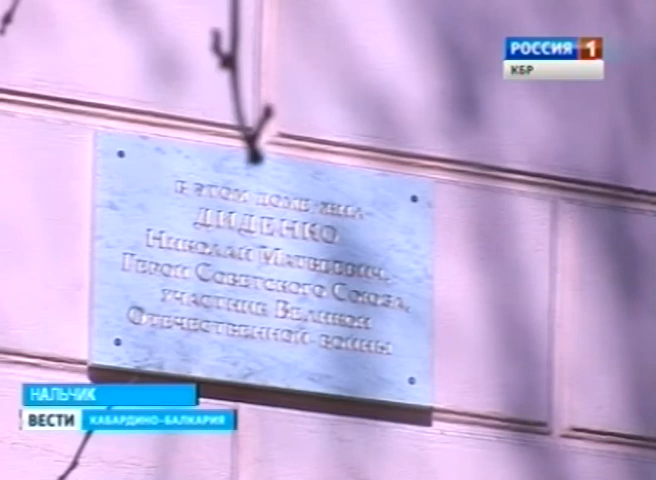 РОССИЯ 1
КБР
В ЭТОМ ДОМЕ ЖИЛ
ДИДЕНКО
НИКОЛАЙ МАТВЕЕВИЧ,
ГЕРОЙ СОВЕТСКОГО СОЮЗА,
УЧАСТНИК ВЕЛИКОЙ
ОТЕЧЕСТВЕННОЙ ВОЙНЫ
НАЛЬЧИК
ВЕСТИ КАБАРДИНО-БАЛКАРИЯ